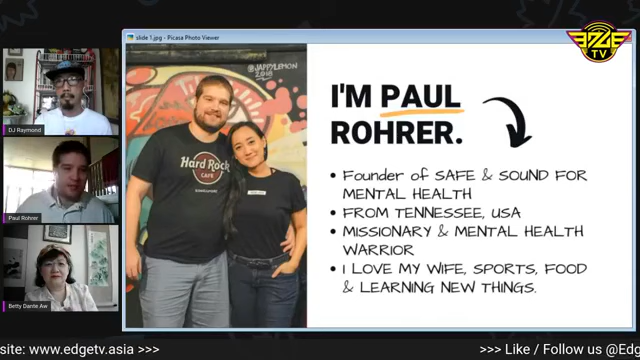 slide 1.jpg - Picasa Photo Viewer
EDGE
TV
@JAPPYLEMON
2018
I'M PAUL
ROHRER.
Hard Rock
CAFE
• Founder of SAFE & SOUND FOR
MENTAL HEALTH
• FROM TENNESSEE, USA
• MISSIONARY & MENTAL HEALTH
WARRIOR
• I LOVE MY WIFE, SPORTS, FOOD
& LEARNING NEW THINGS.
DJ Raymond
Paul Rohrer
Betty Dante Aw
site: www.edgetv.asia >>>
>>> Like / Follow us @Edg